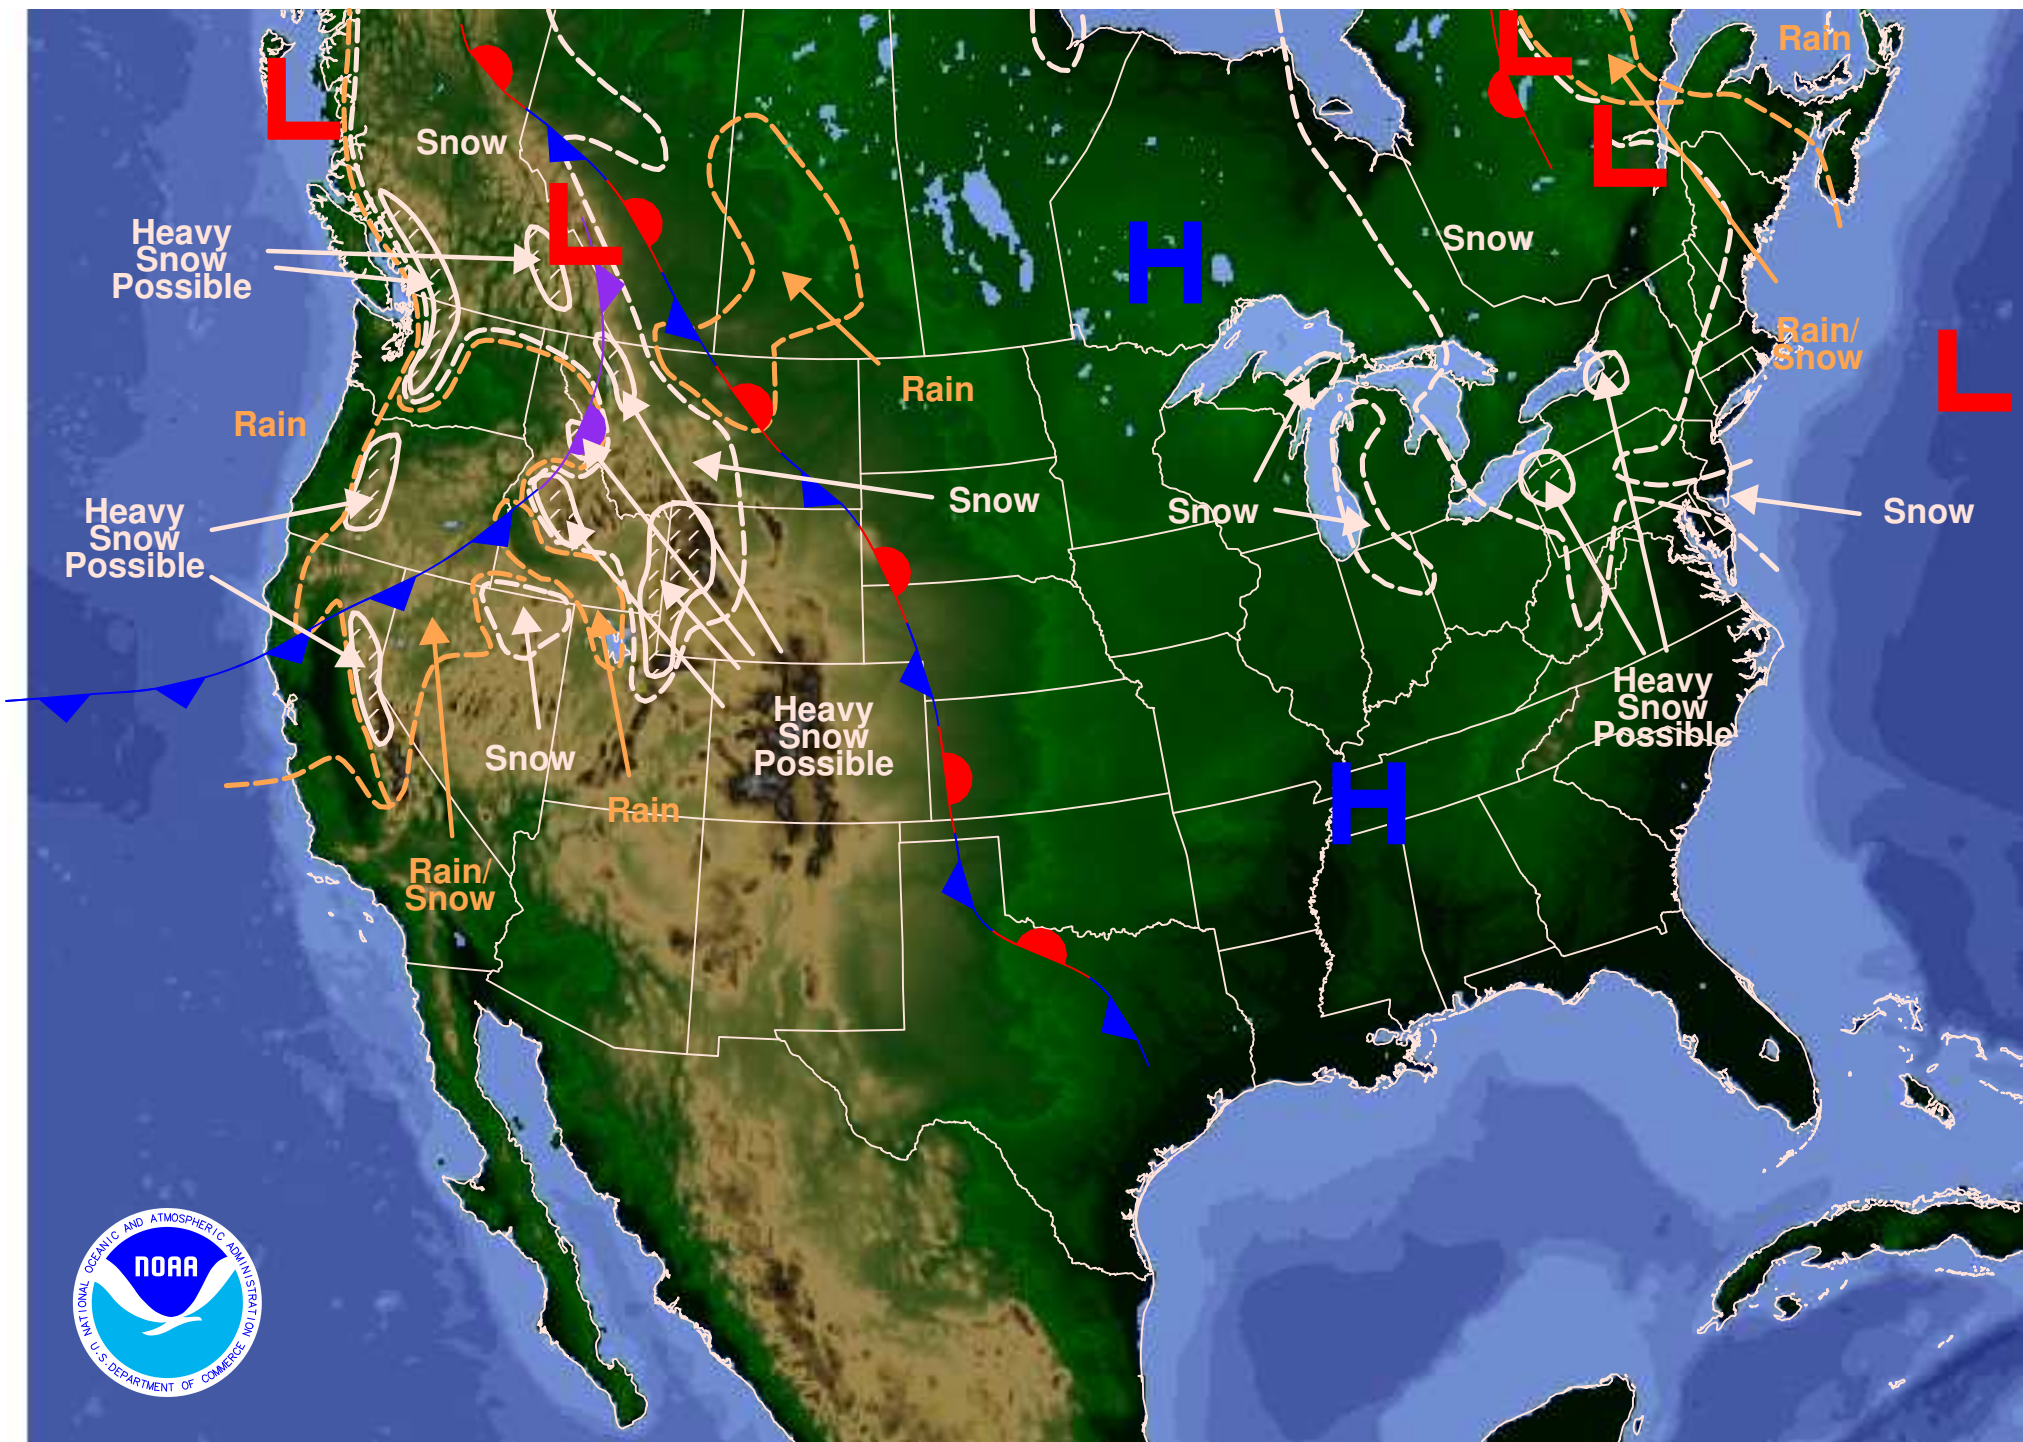 L
L
Rain
L
Snow
L
Heavy
Snow
Possible
H
Snow
Rain/
Snow
L
Rain
Rain
Heavy
Snow
Possible
Snow
Snow
Snow
Heavy
Snow
Possible
Snow
Heavy
Snow
Possible
H
Rain
Rain/
Snow
L
NATIONAL OCEANIC AND ATMOSPHERIC ADMINISTRATION
NOAA
U.S. DEPARTMENT OF COMMERCE